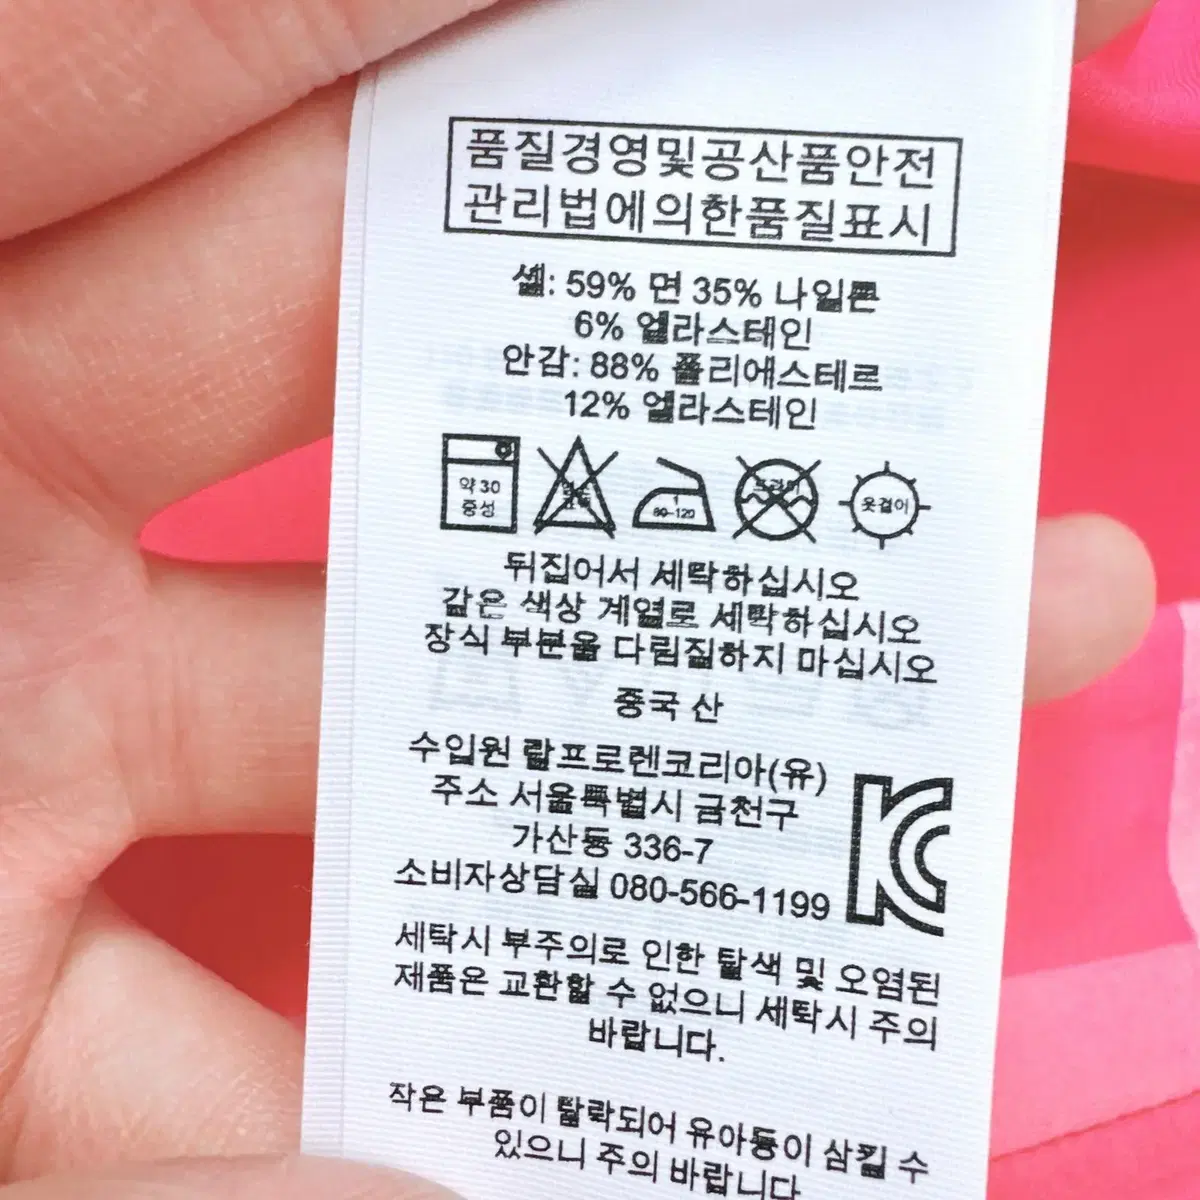 품질경영및공산품안전
관리법에의한품질표시
셸: 59% 면 35% 나일론
6% 엘라스테인
안감: 88% 폴리에스테르
12% 엘라스테인
약 30
중성
1
80-120
옷걸이
뒤집어서 세탁하십시오
같은 색상 계열로 세탁하십시오
장식 부분을 다림질하지 마십시오
중국 산
수입원 랄프로렌코리아(유)
주소 서울특별시 금천구
가산동 336-7
소비자상담실 080-566-1199
세탁시 부주의로 인한 탈색 및 오염된
제품은 교환할 수 없으니 세탁시 주의
바랍니다.
작은 부품이 탈락되어 유아등이 삼킬 수
있으니 주의 바랍니다